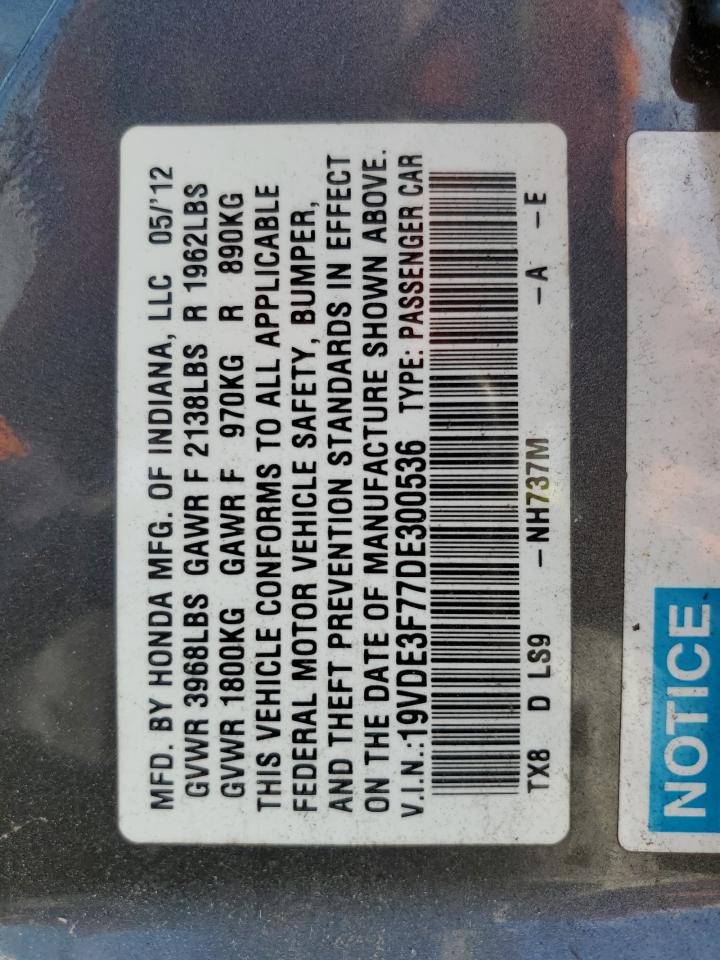 MFD. BY HONDA MFG. OF INDIANA, LLC 05/'12
GVWR 3968LBS GAWR F 2138LBS R 1962LBS
GVWR 1800KG GAWR F 970KG R 890KG
THIS VEHICLE CONFORMS TO ALL APPLICABLE
FEDERAL MOTOR VEHICLE SAFETY, BUMPER,
AND THEFT PREVENTION STANDARDS IN EFFECT
ON THE DATE OF MANUFACTURE SHOWN ABOVE.
V.I.N.:19VDE3F77DE300536 TYPE: PASSENGER CAR
TX8 D LS9 -NH737M -A -E
NOTICE